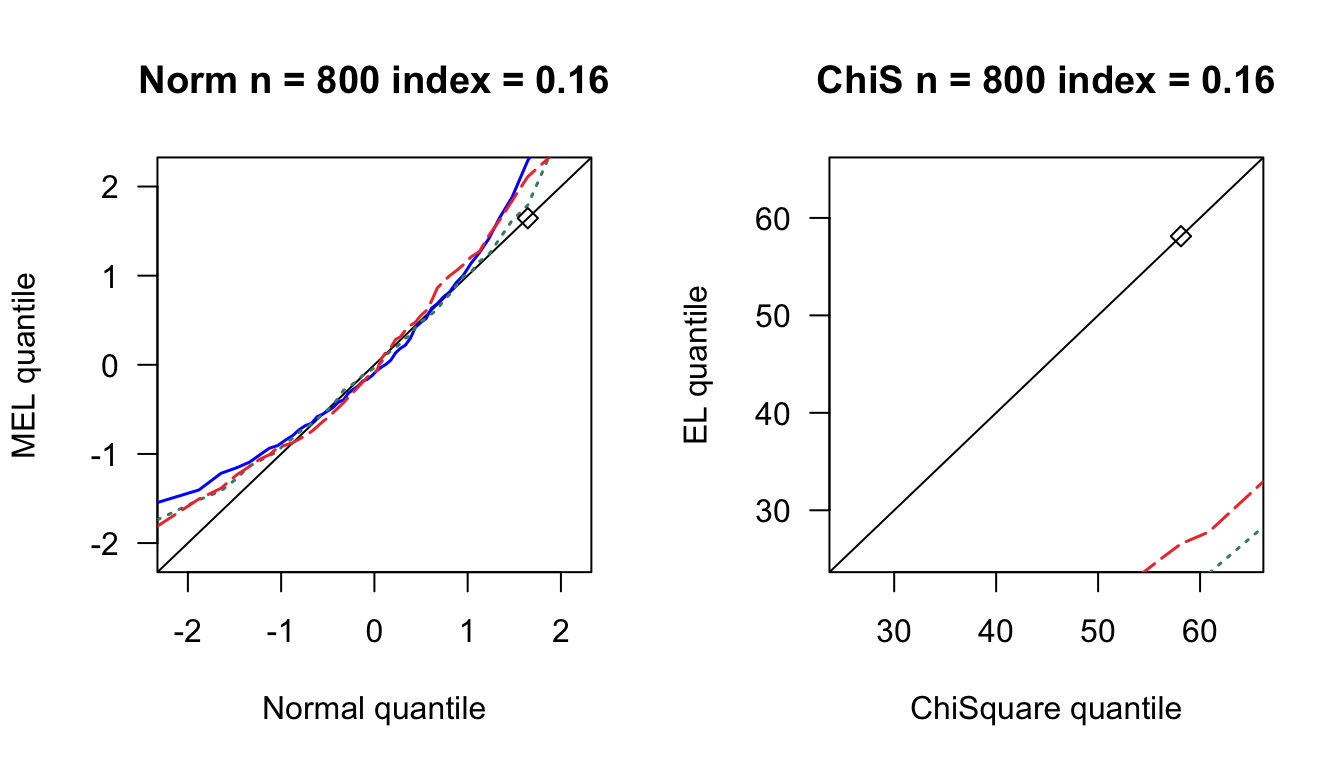 Norm n = 800 index = 0.16
MEL quantile
2
1
0
-1
-2
-2 -1 0 1 2
Normal quantile
ChiS n = 800 index = 0.16
EL quantile
60
50
40
30
30 40 50 60
ChiSquare quantile